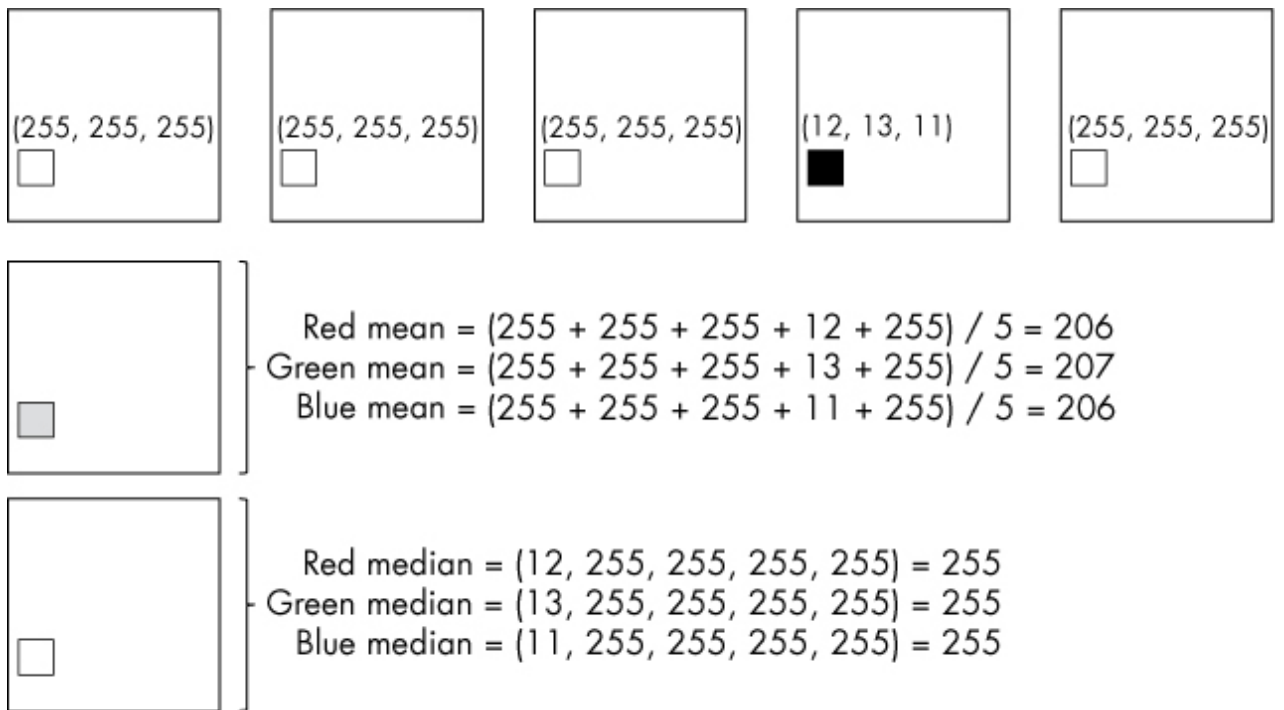 (255, 255, 255)
(255, 255, 255)
(255, 255, 255)
(12, 13, 11)
(255, 255, 255)
Red mean = (255 + 255 + 255 + 12 + 255) / 5 = 206
Green mean = (255 + 255 + 255 + 13 + 255) / 5 = 207
Blue mean = (255 + 255 + 255 + 11 + 255) / 5 = 206
Red median = (12, 255, 255, 255, 255) = 255
Green median = (13, 255, 255, 255, 255) = 255
Blue median = (11, 255, 255, 255, 255) = 255